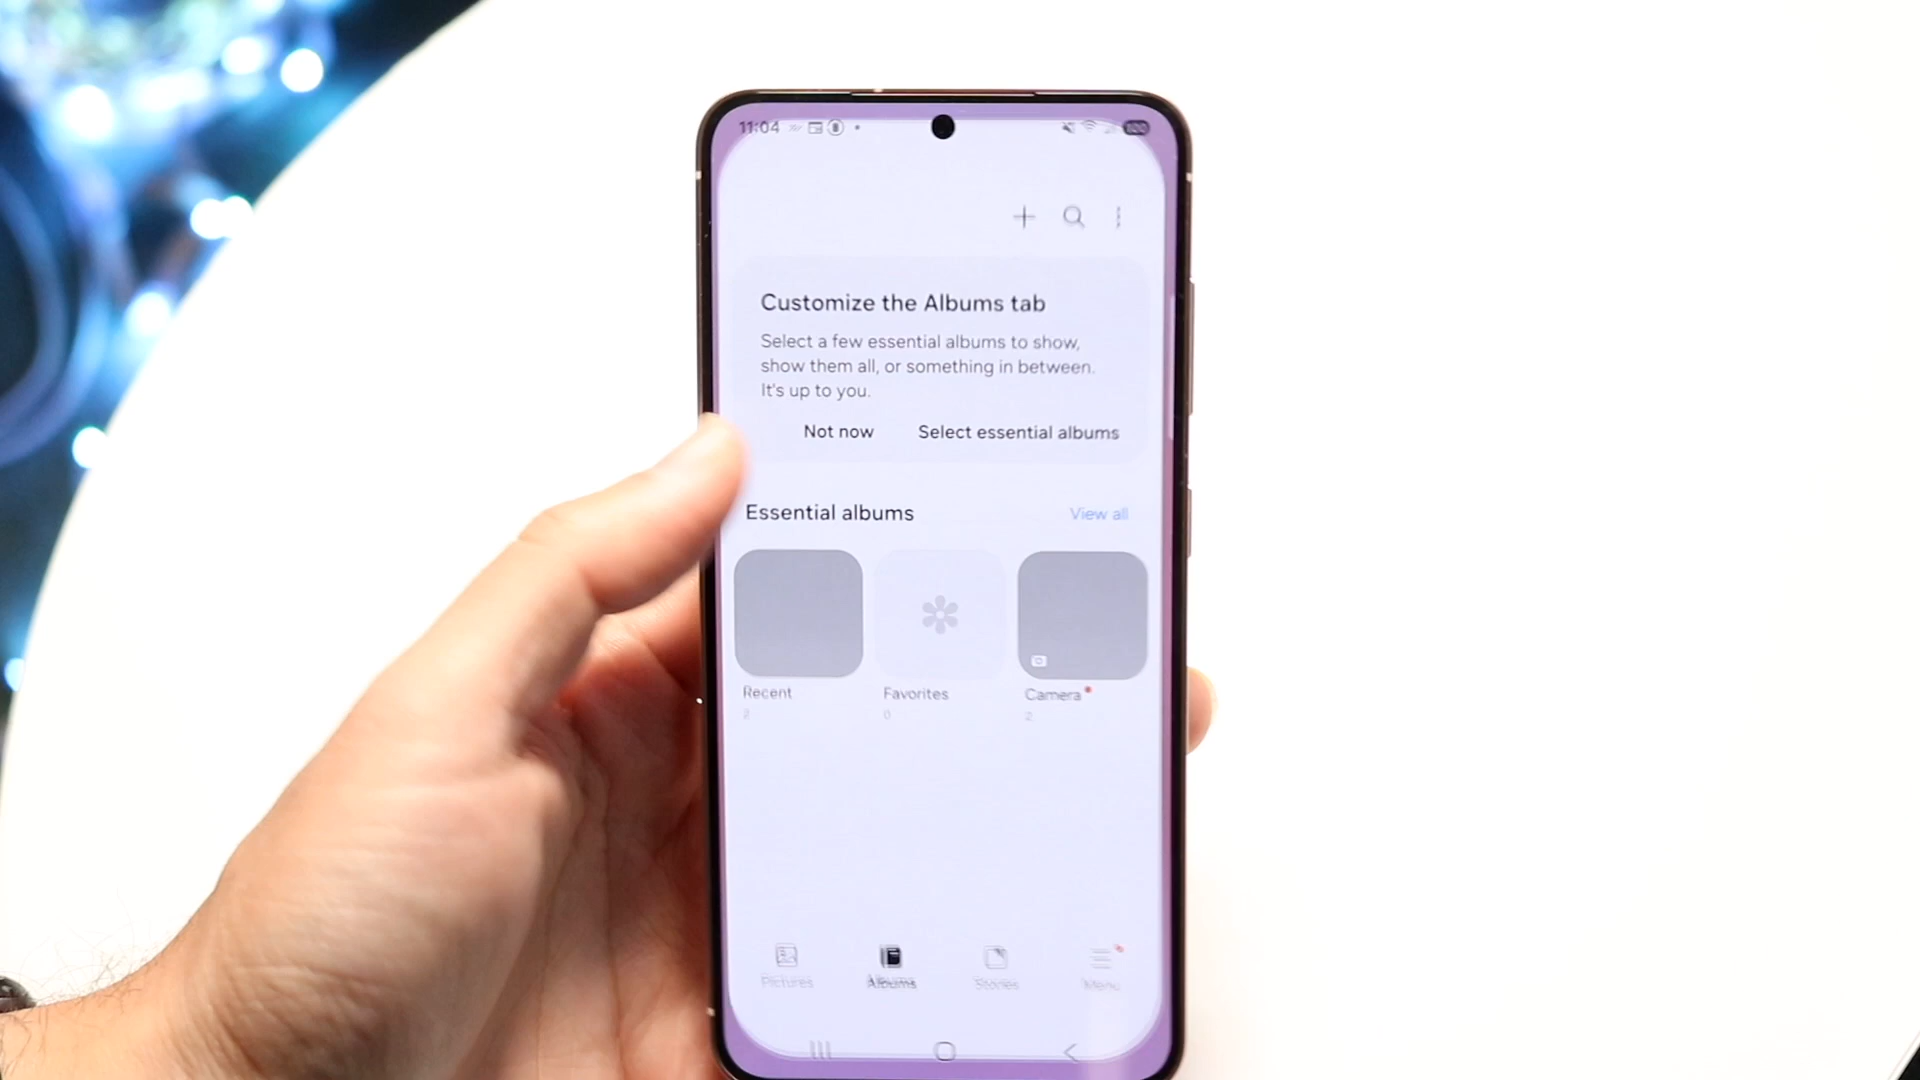 11:04
100
Customize the Albums tab
Select a few essential albums to show,
show them all, or something in between.
It's up to you.
Not now Select essential albums
Essential albums View all
Recent Favorites Camera
2 0 2
Pictures Albums Stories Menu